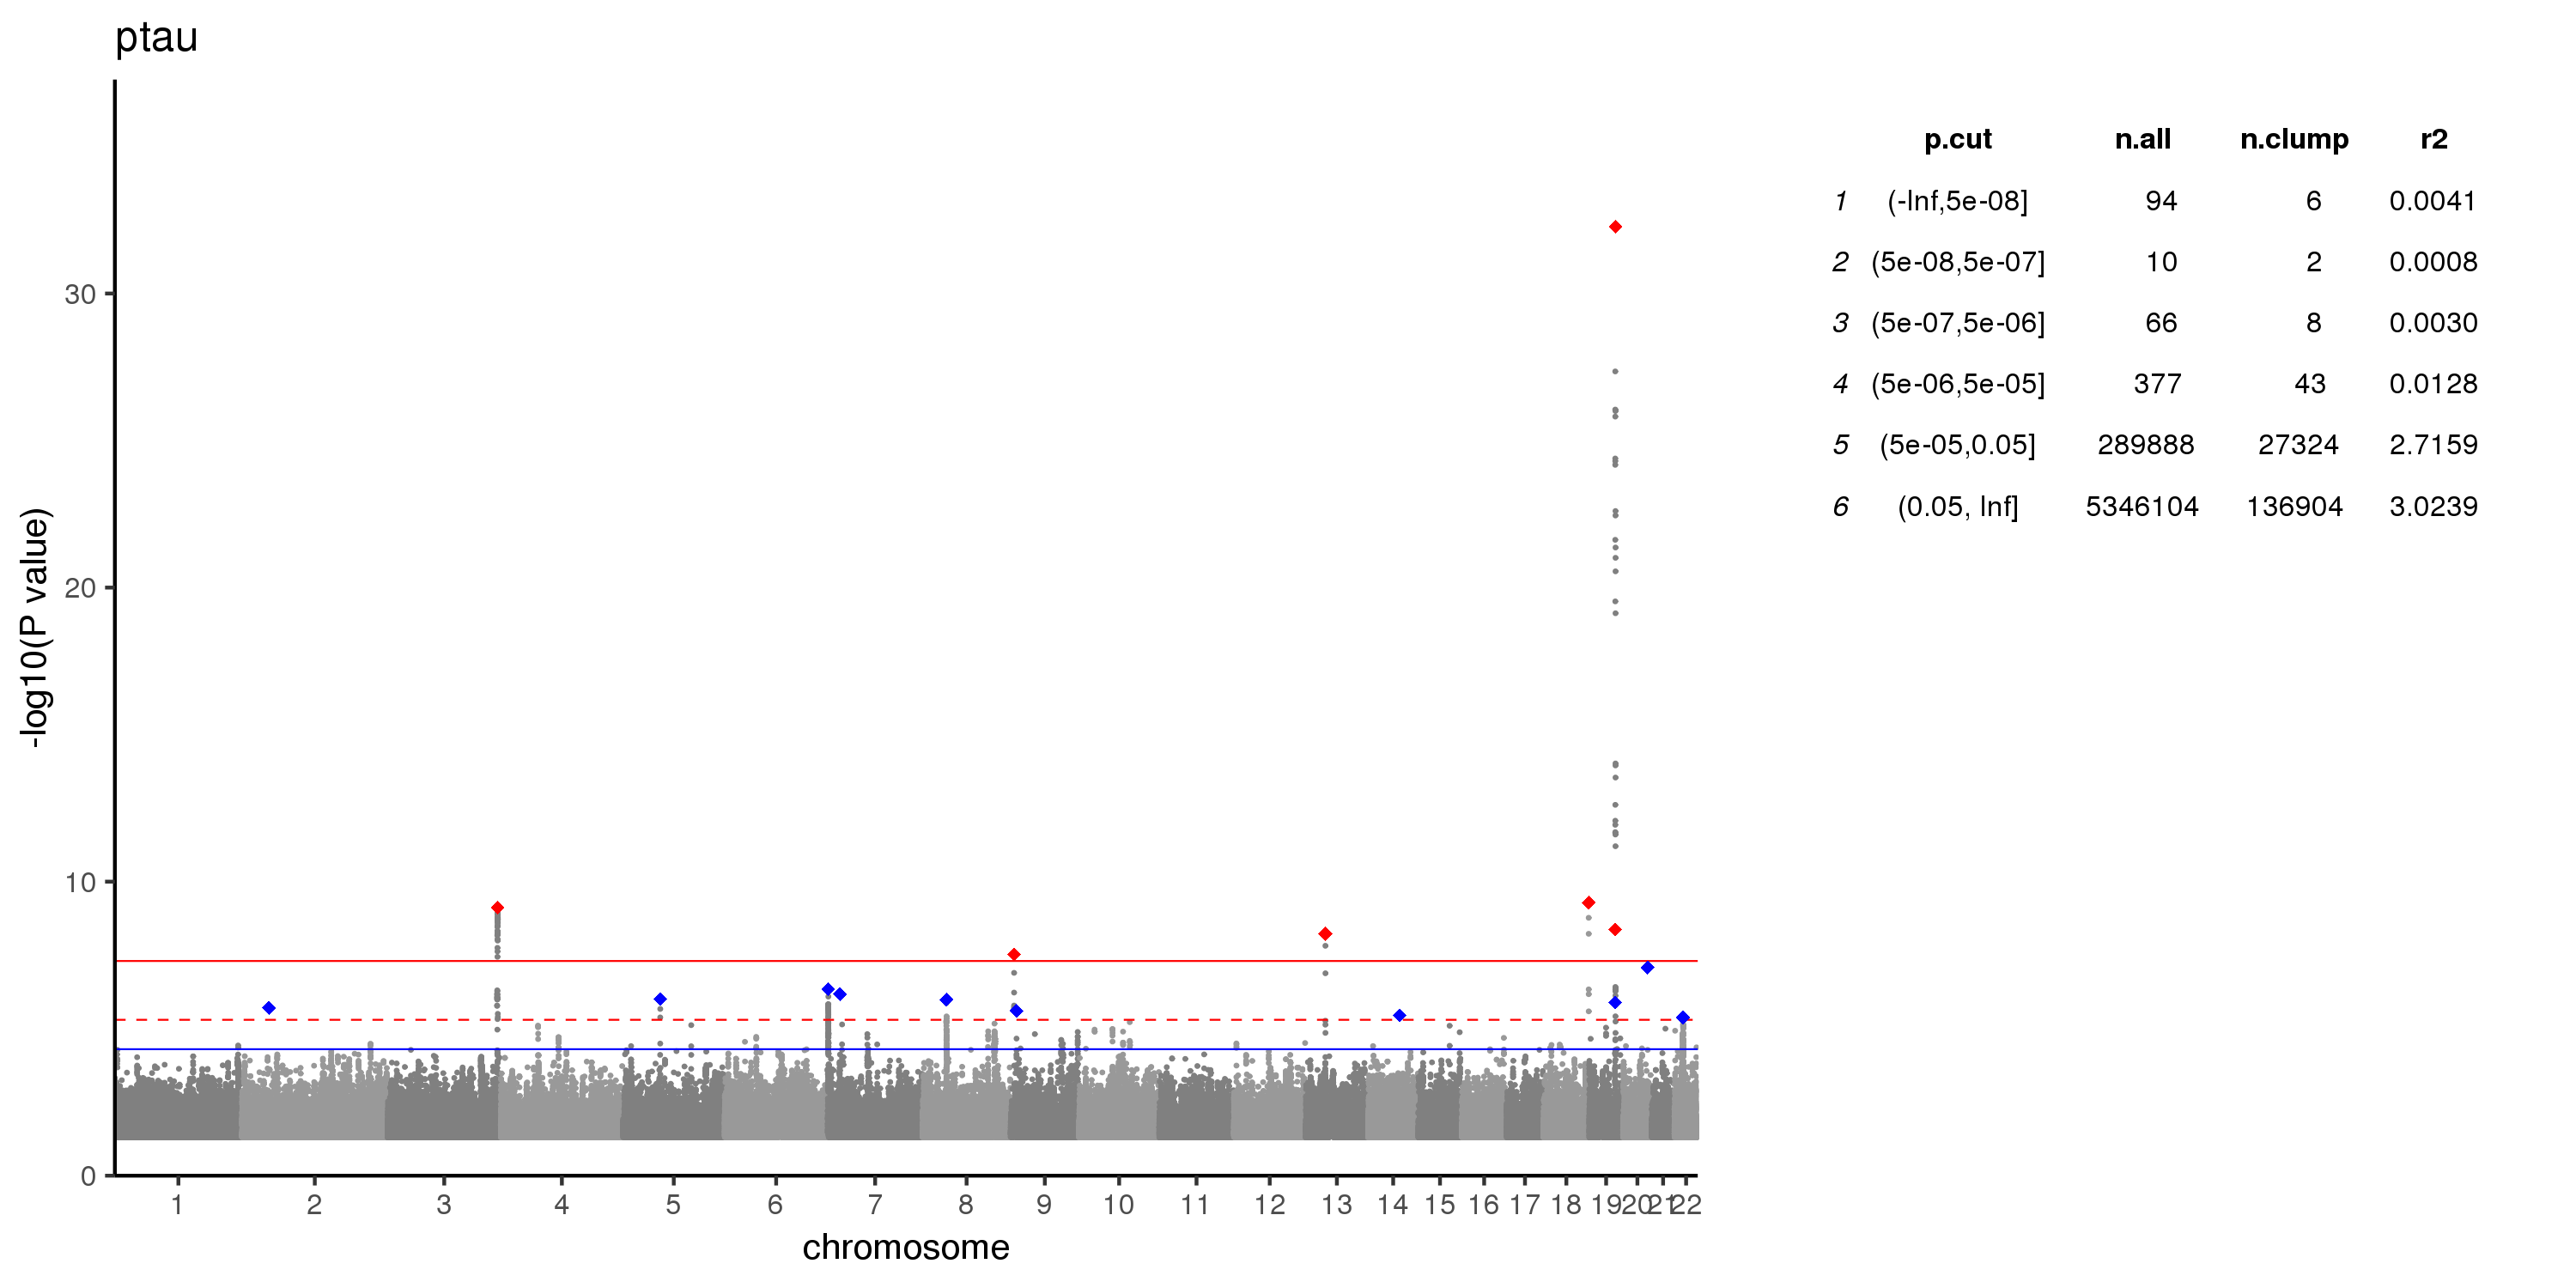 ptau
-log10(P value)
30
20
10
0
1 2 3 4 5 6 7 8 9 10 11 12 13 14 15 16 17 18 19 20 21 22
chromosome
p.cut n.all n.clump r2
1 (-Inf,5e-08] 94 6 0.0041
2 (5e-08,5e-07] 10 2 0.0008
3 (5e-07,5e-06] 66 8 0.0030
4 (5e-06,5e-05] 377 43 0.0128
5 (5e-05,0.05] 289888 27324 2.7159
6 (0.05, Inf] 5346104 136904 3.0239